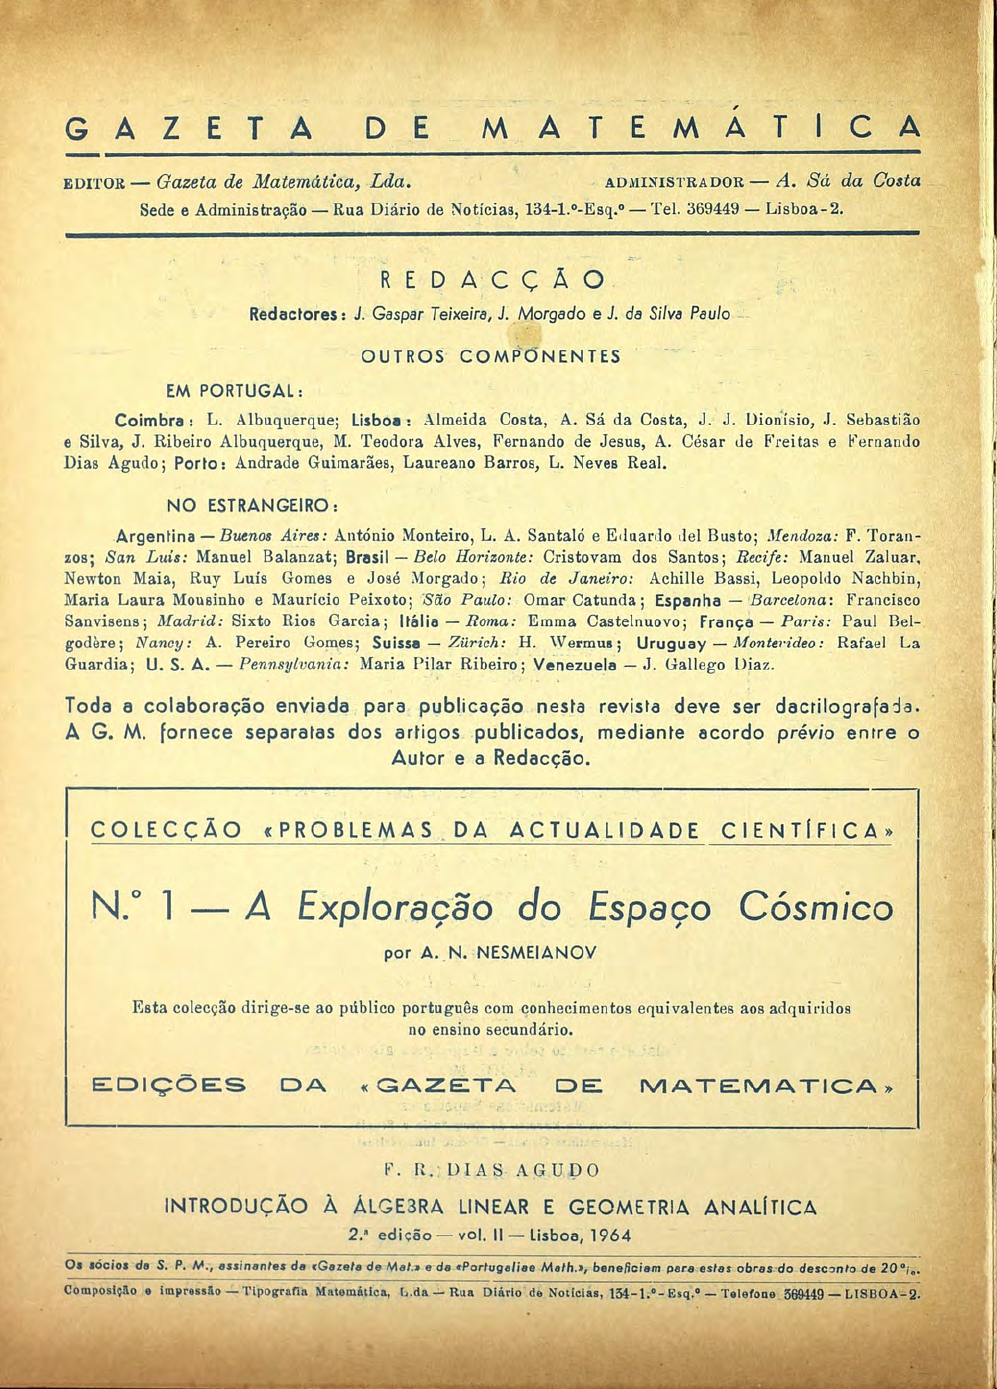 GAZETA DE MATEMÁTICA
EDITOR — Gazeta de Matemática, Lda. ADMINISTRADOR — A. Sá da Costa
Sede e Administração — Rua Diário de Notícias, 134-1.º-Esq.º — Tel. 369449 — Lisboa-2.
REDACÇÃO
Redactores: J. Gaspar Teixeira, J. Morgado e J. da Silva Paulo
OUTROS COMPONENTES
EM PORTUGAL:
Coimbra: L. Albuquerque; Lisboa: Almeida Costa, A. Sá da Costa, J. J. Dionísio, J. Sebastião
e Silva, J. Ribeiro Albuquerque, M. Teodora Alves, Fernando de Jesus, A. César de Freitas e Fernando
Dias Agudo; Porto: Andrade Guimarães, Laureano Barros, L. Neves Real.
NO ESTRANGEIRO:
Argentina — Buenos Aires: António Monteiro, L. A. Santaló e Eduardo del Busto; Mendoza: F. Toran-
zos; San Luis: Manuel Balanzat; Brasil — Belo Horizonte: Cristovam dos Santos; Recife: Manuel Zaluar,
Newton Maia, Ruy Luís Gomes e José Morgado; Rio de Janeiro: Achille Bassi, Leopoldo Nachbin,
Maria Laura Mousinho e Maurício Peixoto; São Paulo: Omar Catunda; Espanha — Barcelona: Francisco
Sanvisens; Madrid: Sixto Rios Garcia; Itália — Roma: Emma Castelnuovo; França — Paris: Paul Bel-
godère; Nancy: A. Pereiro Gomes; Suissa — Zürich: H. Wermus; Uruguay — Montevideo: Rafael La
Guardia; U. S. A. — Pennsylvania: Maria Pilar Ribeiro; Venezuela — J. Gallego Diaz.
Toda a colaboração enviada para publicação nesta revista deve ser dactilografada.
A G. M. fornece separatas dos artigos publicados, mediante acordo prévio entre o
Autor e a Redacção.
COLECÇÃO «PROBLEMAS DA ACTUALIDADE CIENTÍFICA»
N.º 1 — A Exploração do Espaço Cósmico
por A. N. NESMEIANOV
Esta colecção dirige-se ao público português com conhecimentos equivalentes aos adquiridos
no ensino secundário.
EDIÇÕES DA «GAZETA DE MATEMATICA»
F. R. DIAS AGUDO
INTRODUÇÃO À ÁLGEBRA LINEAR E GEOMETRIA ANALÍTICA
2.ª edição — vol. II — Lisboa, 1964
Os sócios da S. P. M., assinantes da «Gazeta de Mat.» e da «Portugaliae Math.», beneficiam para estas obras do desconto de 20%.
Composição e impressão — Tipografia Matemática, L.da — Rua Diário de Notícias, 134-1.º-Esq.º — Telefone 369449 — LISBOA-2.